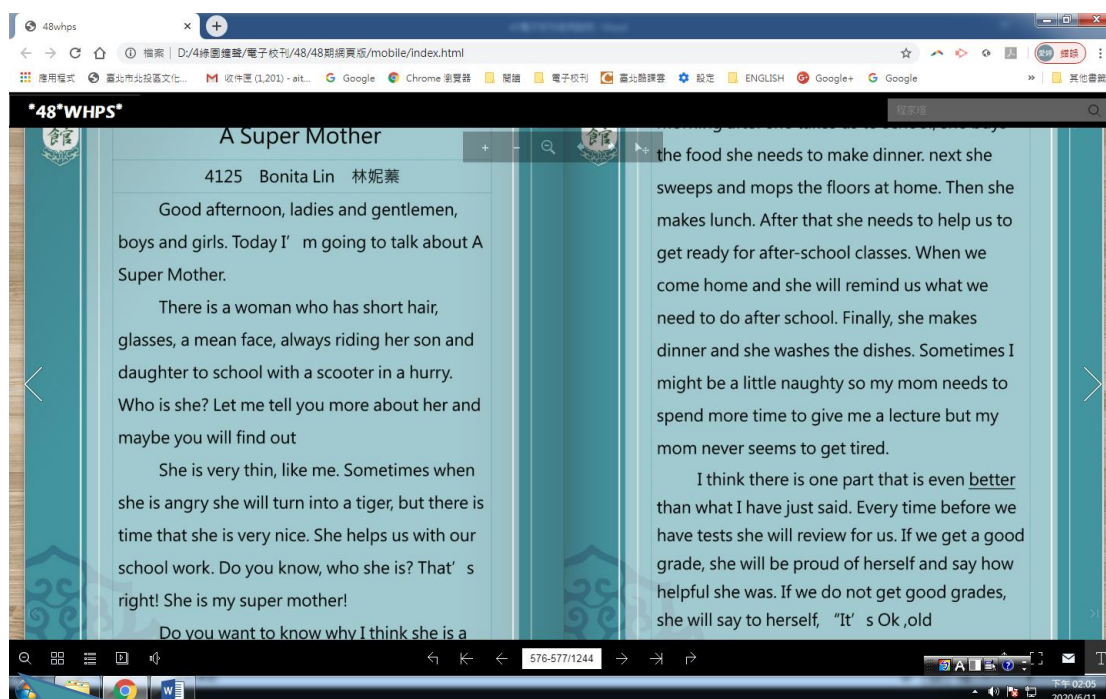 48whps
檔案 | D:/4綠園鐘聲/電子校刊/48/48期網頁版/mobile/index.html
錯誤
應用程式 臺北市北投區文化... 收件匣 (1,201) - ait... Google Chrome 瀏覽器 閱讀 電子校刊 臺北酷課雲 設定 ENGLISH Google+ Google » 其他書籤
*48*WHPS*
館
A Super Mother
4125 Bonita Lin 林妮蓁
Good afternoon, ladies and gentlemen,
boys and girls. Today I’ m going to talk about A
Super Mother.
There is a woman who has short hair,
glasses, a mean face, always riding her son and
daughter to school with a scooter in a hurry.
Who is she? Let me tell you more about her and
maybe you will find out
She is very thin, like me. Sometimes when
she is angry she will turn into a tiger, but there is
time that she is very nice. She helps us with our
school work. Do you know, who she is? That’ s
right! She is my super mother!
Do you want to know why I think she is a
館
the food she needs to make dinner. next she
sweeps and mops the floors at home. Then she
makes lunch. After that she needs to help us to
get ready for after-school classes. When we
come home and she will remind us what we
need to do after school. Finally, she makes
dinner and she washes the dishes. Sometimes I
might be a little naughty so my mom needs to
spend more time to give me a lecture but my
mom never seems to get tired.
I think there is one part that is even better
than what I have just said. Every time before we
have tests she will review for us. If we get a good
grade, she will be proud of herself and say how
helpful she was. If we do not get good grades,
she will say to herself, “It’ s Ok ,old
576-577/1244
下午 02:05
2020/6/11